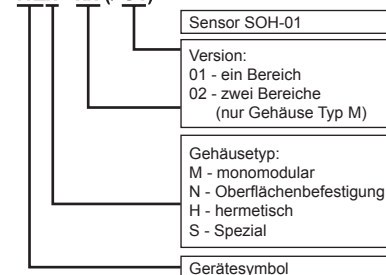 Sensor SOH-01
Version:
01 - ein Bereich
02 - zwei Bereiche
(nur Gehäuse Typ M)
Gehäusetyp:
M - monomodular
N - Oberflächenbefestigung
H - hermetisch
S - Spezial
Gerätesymbol